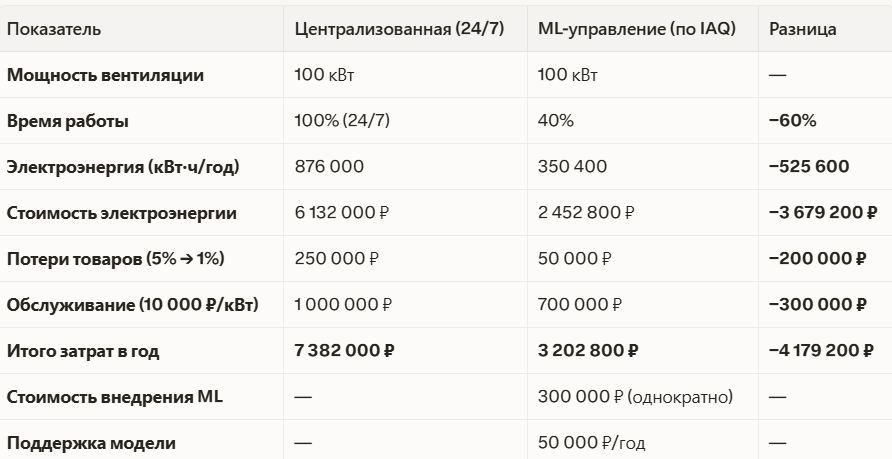 Показатель Централизованная (24/7) ML-управление (по IAQ) Разница
Мощность вентиляции 100 кВт 100 кВт —
Время работы 100% (24/7) 40% −60%
Электроэнергия (кВт·ч/год) 876 000 350 400 −525 600
Стоимость электроэнергии 6 132 000 ₽ 2 452 800 ₽ −3 679 200 ₽
Потери товаров (5% → 1%) 250 000 ₽ 50 000 ₽ −200 000 ₽
Обслуживание (10 000 ₽/кВт) 1 000 000 ₽ 700 000 ₽ −300 000 ₽
Итого затрат в год 7 382 000 ₽ 3 202 800 ₽ −4 179 200 ₽
Стоимость внедрения ML — 300 000 ₽ (однократно) —
Поддержка модели — 50 000 ₽/год —